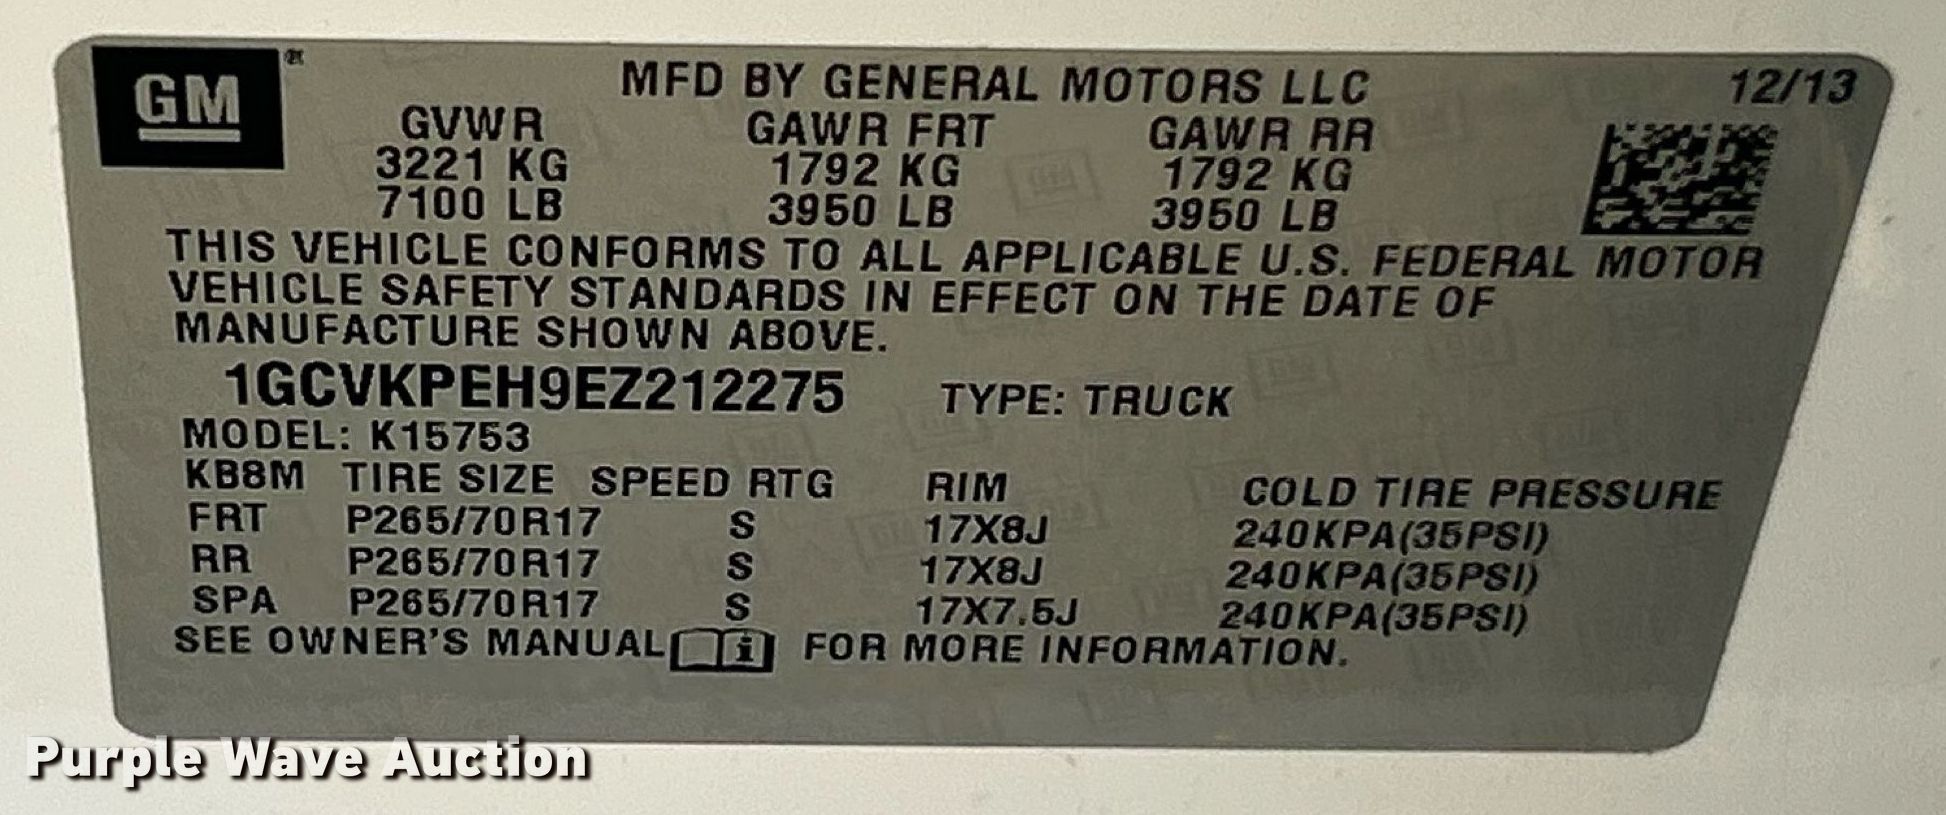 GM ®
MFD BY GENERAL MOTORS LLC 12/13
GVWR GAWR FRT GAWR RR
3221 KG 1792 KG 1792 KG
7100 LB 3950 LB 3950 LB
THIS VEHICLE CONFORMS TO ALL APPLICABLE U.S. FEDERAL MOTOR
VEHICLE SAFETY STANDARDS IN EFFECT ON THE DATE OF
MANUFACTURE SHOWN ABOVE.
1GCVKPEH9EZ212275 TYPE: TRUCK
MODEL: K15753
KB8M TIRE SIZE SPEED RTG RIM COLD TIRE PRESSURE
FRT P265/70R17 S 17X8J 240KPA(35PSI)
RR P265/70R17 S 17X8J 240KPA(35PSI)
SPA P265/70R17 S 17X7.5J 240KPA(35PSI)
SEE OWNER'S MANUAL i FOR MORE INFORMATION.
Purple Wave Auction